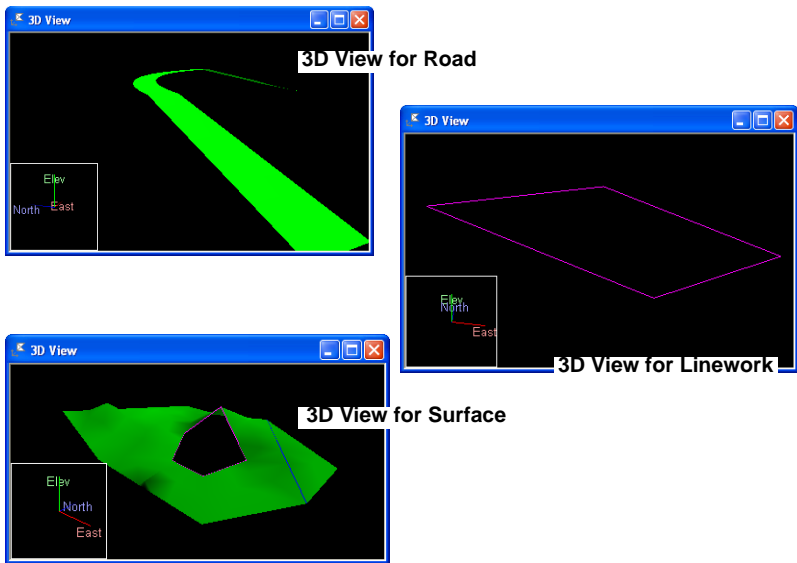 3D View
3D View for Road
Elev
North
East
3D View
Elev
North
East
3D View for Linework
3D View
3D View for Surface
Elev
North
East